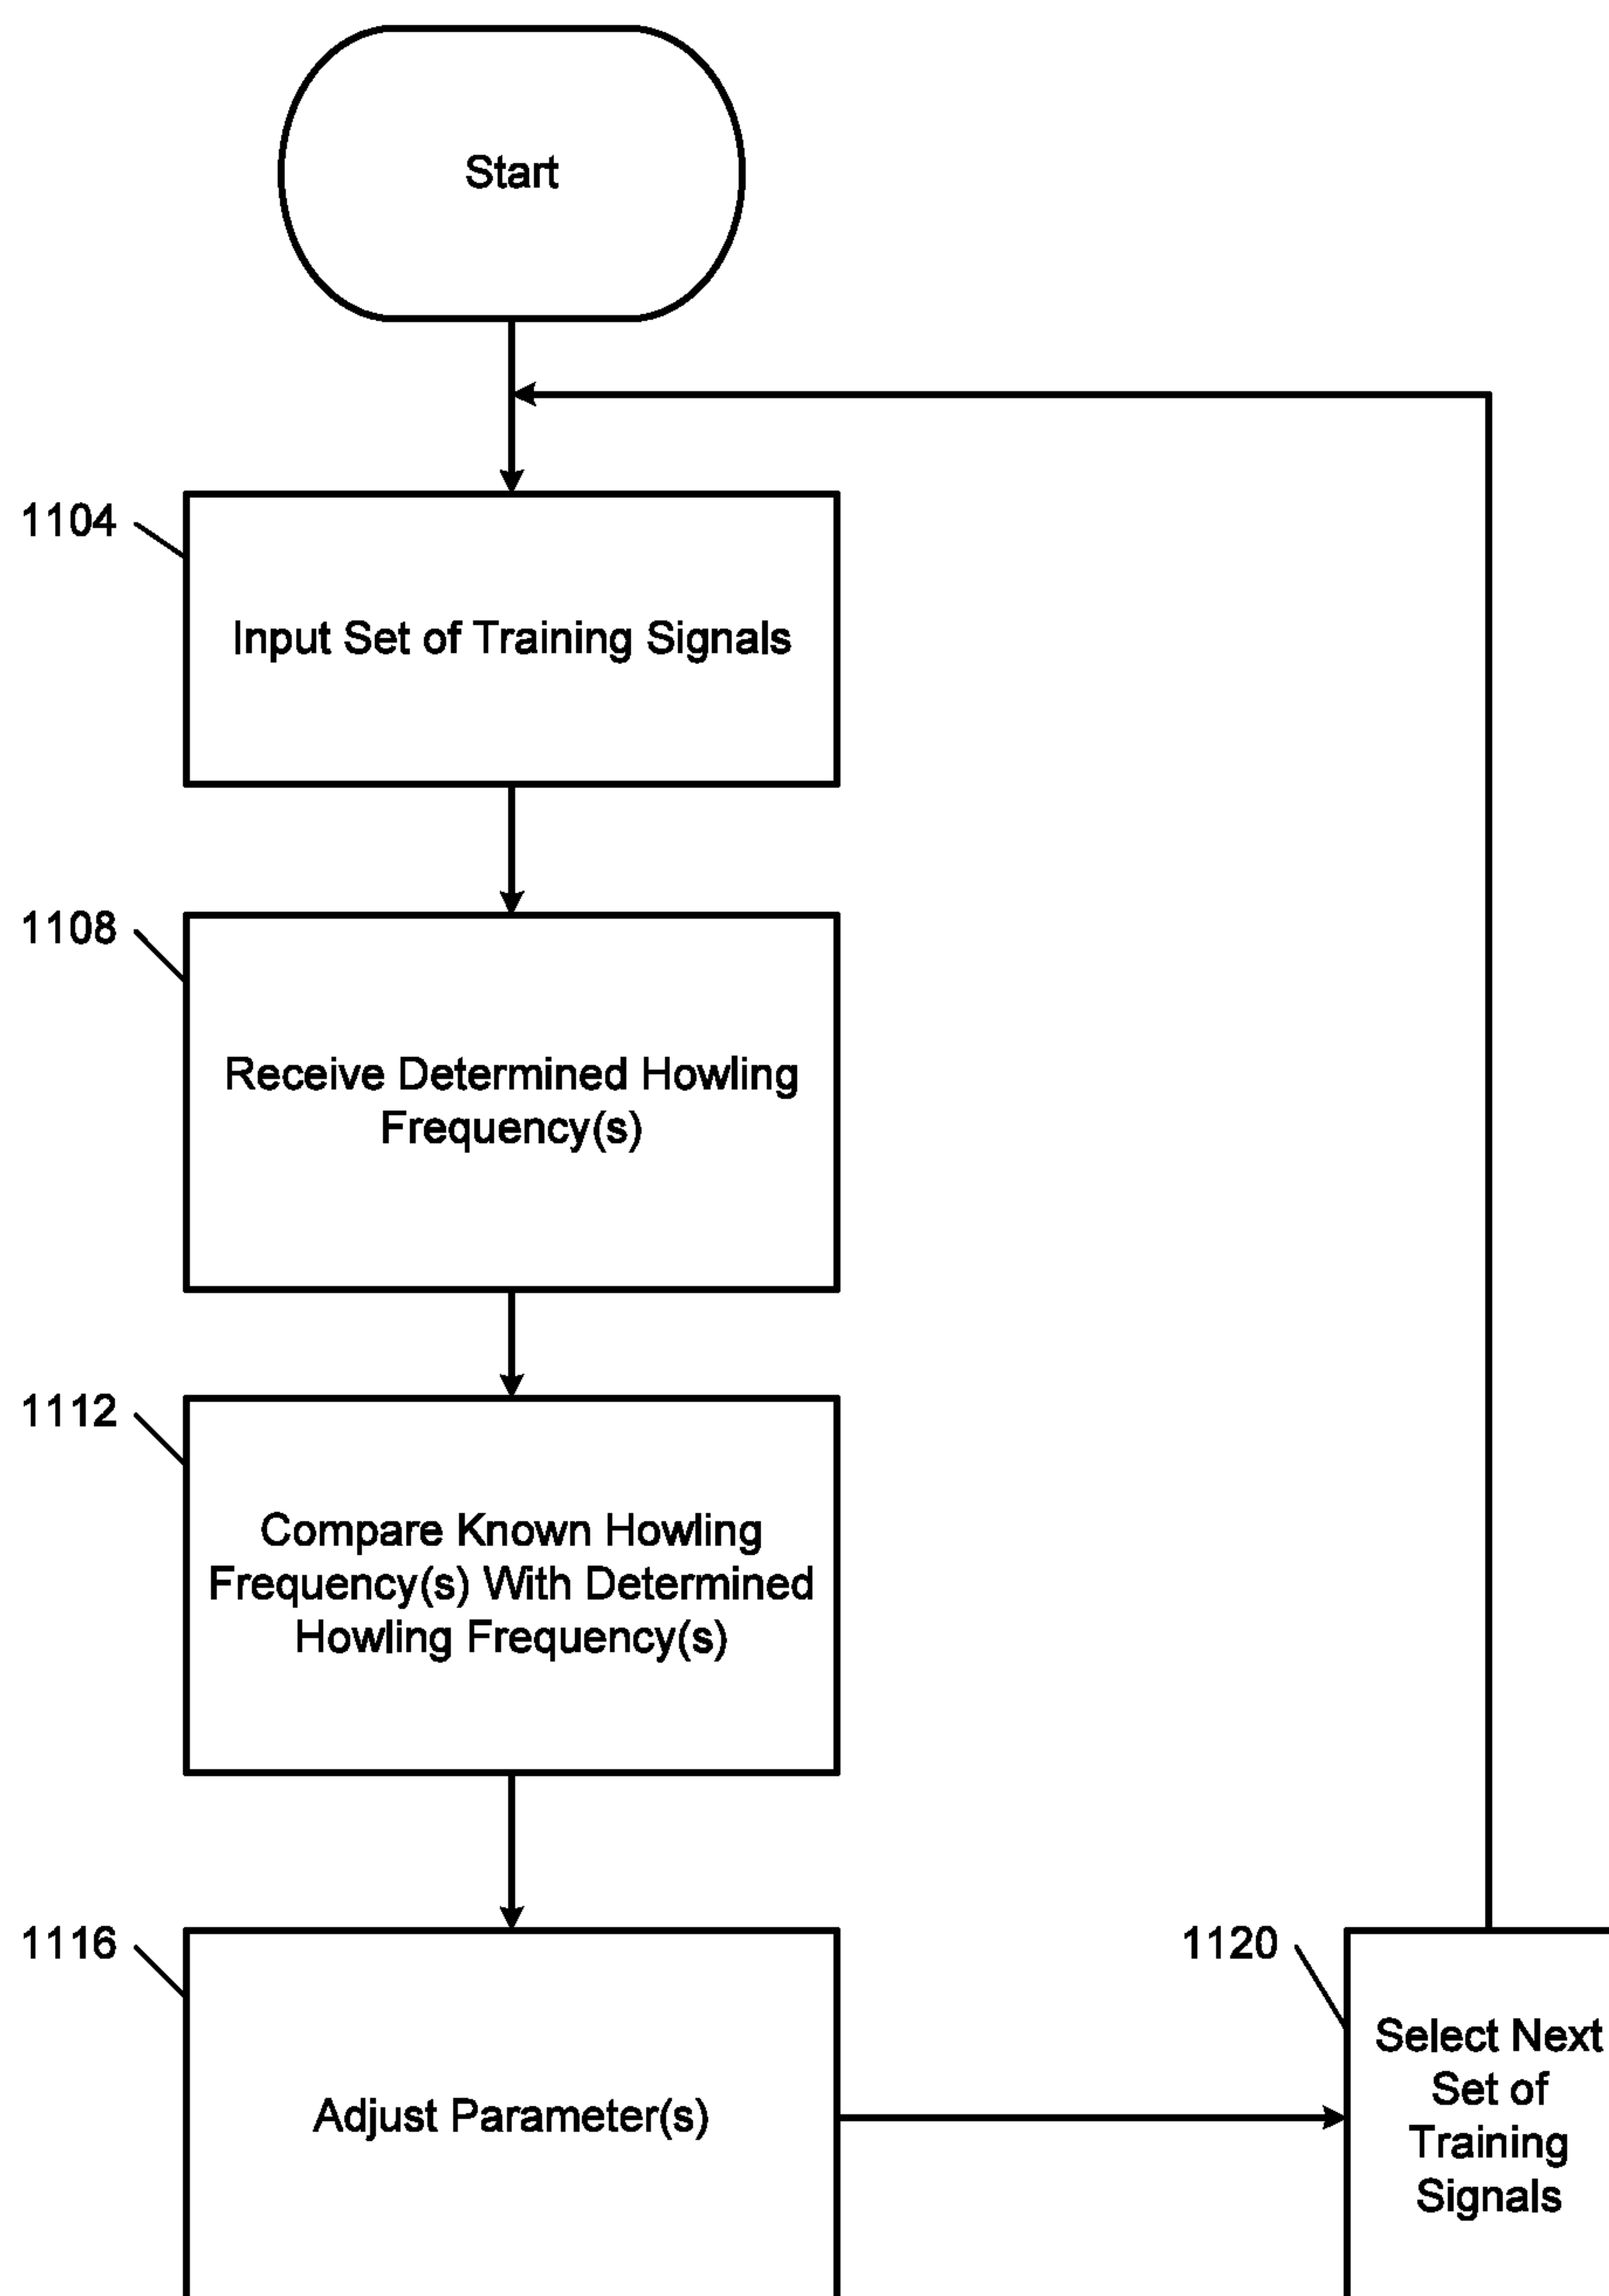 Start
1104
Input Set of Training Signals
1108
Receive Determined Howling
Frequency(s)
1112
Compare Known Howling
Frequency(s) With Determined
Howling Frequency(s)
1116
Adjust Parameter(s)
1120
Select Next
Set of
Training
Signals